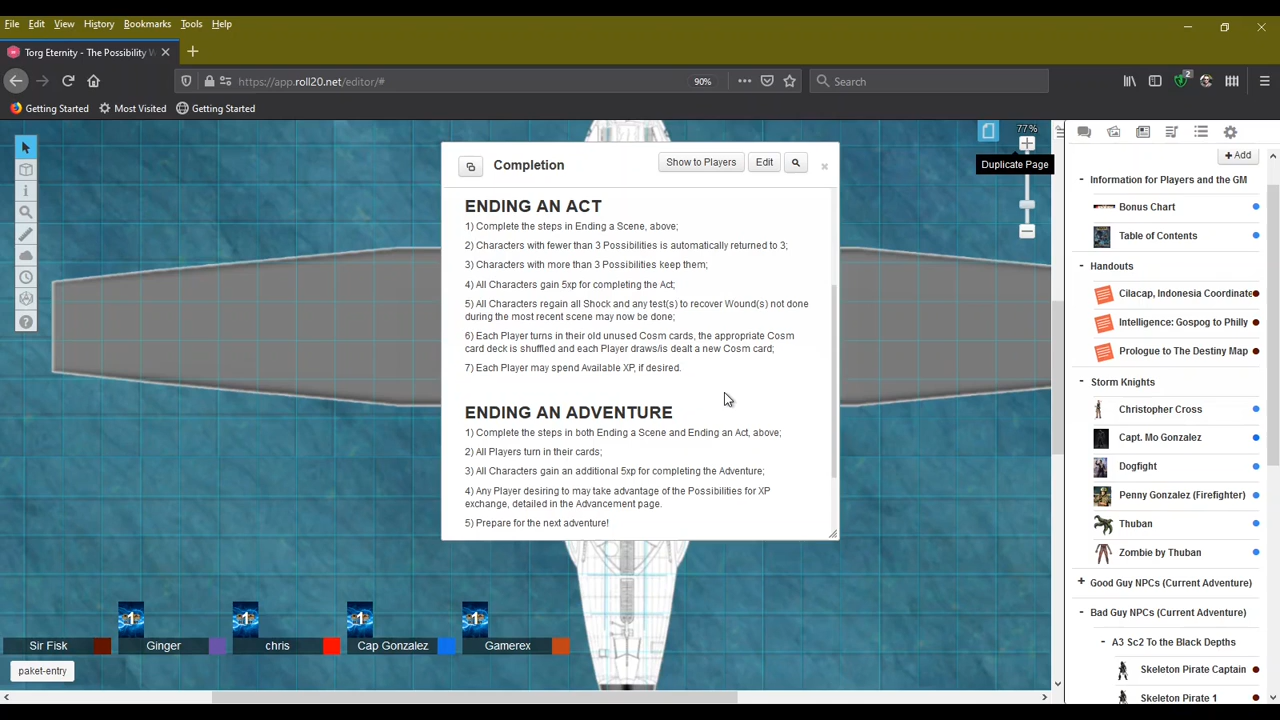 File Edit View History Bookmarks Tools Help
Torg Eternity - The Possibility W
https://app.roll20.net/editor/#
90%
Search
2
Getting Started
Most Visited
Getting Started
77%
Duplicate Page
Completion
Show to Players
Edit
ENDING AN ACT
1) Complete the steps in Ending a Scene, above;
2) Characters with fewer than 3 Possibilities is automatically returned to 3;
3) Characters with more than 3 Possibilities keep them;
4) All Characters gain 5xp for completing the Act;
5) All Characters regain all Shock and any test(s) to recover Wound(s) not done
during the most recent scene may now be done;
6) Each Player turns in their old unused Cosm cards, the appropriate Cosm
card deck is shuffled and each Player draws/is dealt a new Cosm card;
7) Each Player may spend Available XP, if desired.
ENDING AN ADVENTURE
1) Complete the steps in both Ending a Scene and Ending an Act, above;
2) All Players turn in their cards;
3) All Characters gain an additional 5xp for completing the Adventure;
4) Any Player desiring to may take advantage of the Possibilities for XP
exchange, detailed in the Advancement page.
5) Prepare for the next adventure!
+ Add
- Information for Players and the GM
Bonus Chart
Table of Contents
- Handouts
Cilacap, Indonesia Coordinate
Intelligence: Gospog to Philly
Prologue to The Destiny Map
- Storm Knights
Christopher Cross
Capt. Mo Gonzalez
Dogfight
Penny Gonzalez (Firefighter)
Thuban
Zombie by Thuban
+ Good Guy NPCs (Current Adventure)
- Bad Guy NPCs (Current Adventure)
- A3 Sc2 To the Black Depths
Skeleton Pirate Captain
Skeleton Pirate 1
1
1
1
1
Sir Fisk
Ginger
chris
Cap Gonzalez
Gamerex
paket-entry